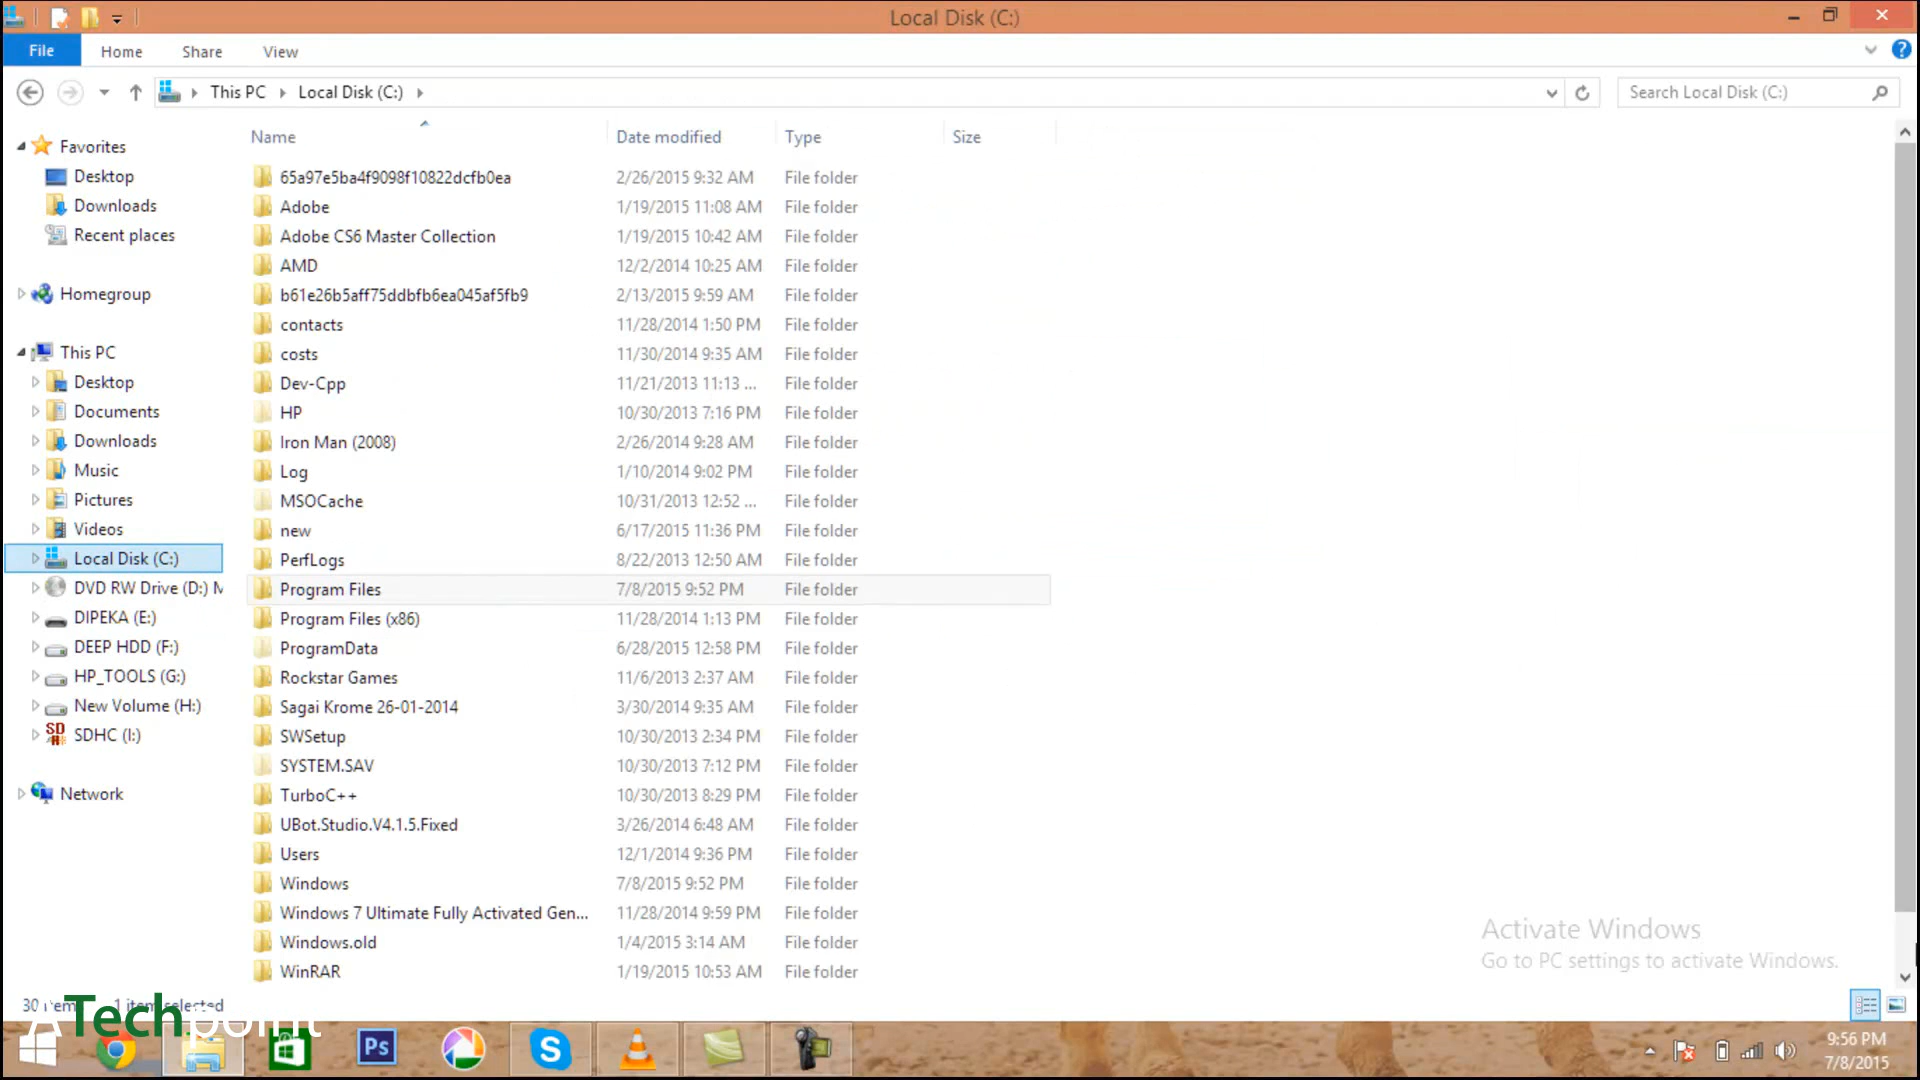 Local Disk (C:)
File Home Share View
This PC Local Disk (C:)
Search Local Disk (C:)
Name Date modified Type Size
Favorites
Desktop
Downloads
Recent places
Homegroup
This PC
Desktop
Documents
Downloads
Music
Pictures
Videos
Local Disk (C:)
DVD RW Drive (D:) M
DIPEKA (E:)
DEEP HDD (F:)
HP_TOOLS (G:)
New Volume (H:)
SDHC (I:)
Network
65a97e5ba4f9098f10822dcfb0ea 2/26/2015 9:32 AM File folder
Adobe 1/19/2015 11:08 AM File folder
Adobe CS6 Master Collection 1/19/2015 10:42 AM File folder
AMD 12/2/2014 10:25 AM File folder
b61e26b5aff75ddbfb6ea045af5fb9 2/13/2015 9:59 AM File folder
contacts 11/28/2014 1:50 PM File folder
costs 11/30/2014 9:35 AM File folder
Dev-Cpp 11/21/2013 11:13 ... File folder
HP 10/30/2013 7:16 PM File folder
Iron Man (2008) 2/26/2014 9:28 AM File folder
Log 1/10/2014 9:02 PM File folder
MSOCache 10/31/2013 12:52 ... File folder
new 6/17/2015 11:36 PM File folder
PerfLogs 8/22/2013 12:50 AM File folder
Program Files 7/8/2015 9:52 PM File folder
Program Files (x86) 11/28/2014 1:13 PM File folder
ProgramData 6/28/2015 12:58 PM File folder
Rockstar Games 11/6/2013 2:37 AM File folder
Sagai Krome 26-01-2014 3/30/2014 9:35 AM File folder
SWSetup 10/30/2013 2:34 PM File folder
SYSTEM.SAV 10/30/2013 7:12 PM File folder
TurboC++ 10/30/2013 8:29 PM File folder
UBot.Studio.V4.1.5.Fixed 3/26/2014 6:48 AM File folder
Users 12/1/2014 9:36 PM File folder
Windows 7/8/2015 9:52 PM File folder
Windows 7 Ultimate Fully Activated Gen... 11/28/2014 9:59 PM File folder
Windows.old 1/4/2015 3:14 AM File folder
WinRAR 1/19/2015 10:53 AM File folder
Activate Windows
Go to PC settings to activate Windows.
30 items 1 item selected
ATechpoint
Ps
9:56 PM
7/8/2015